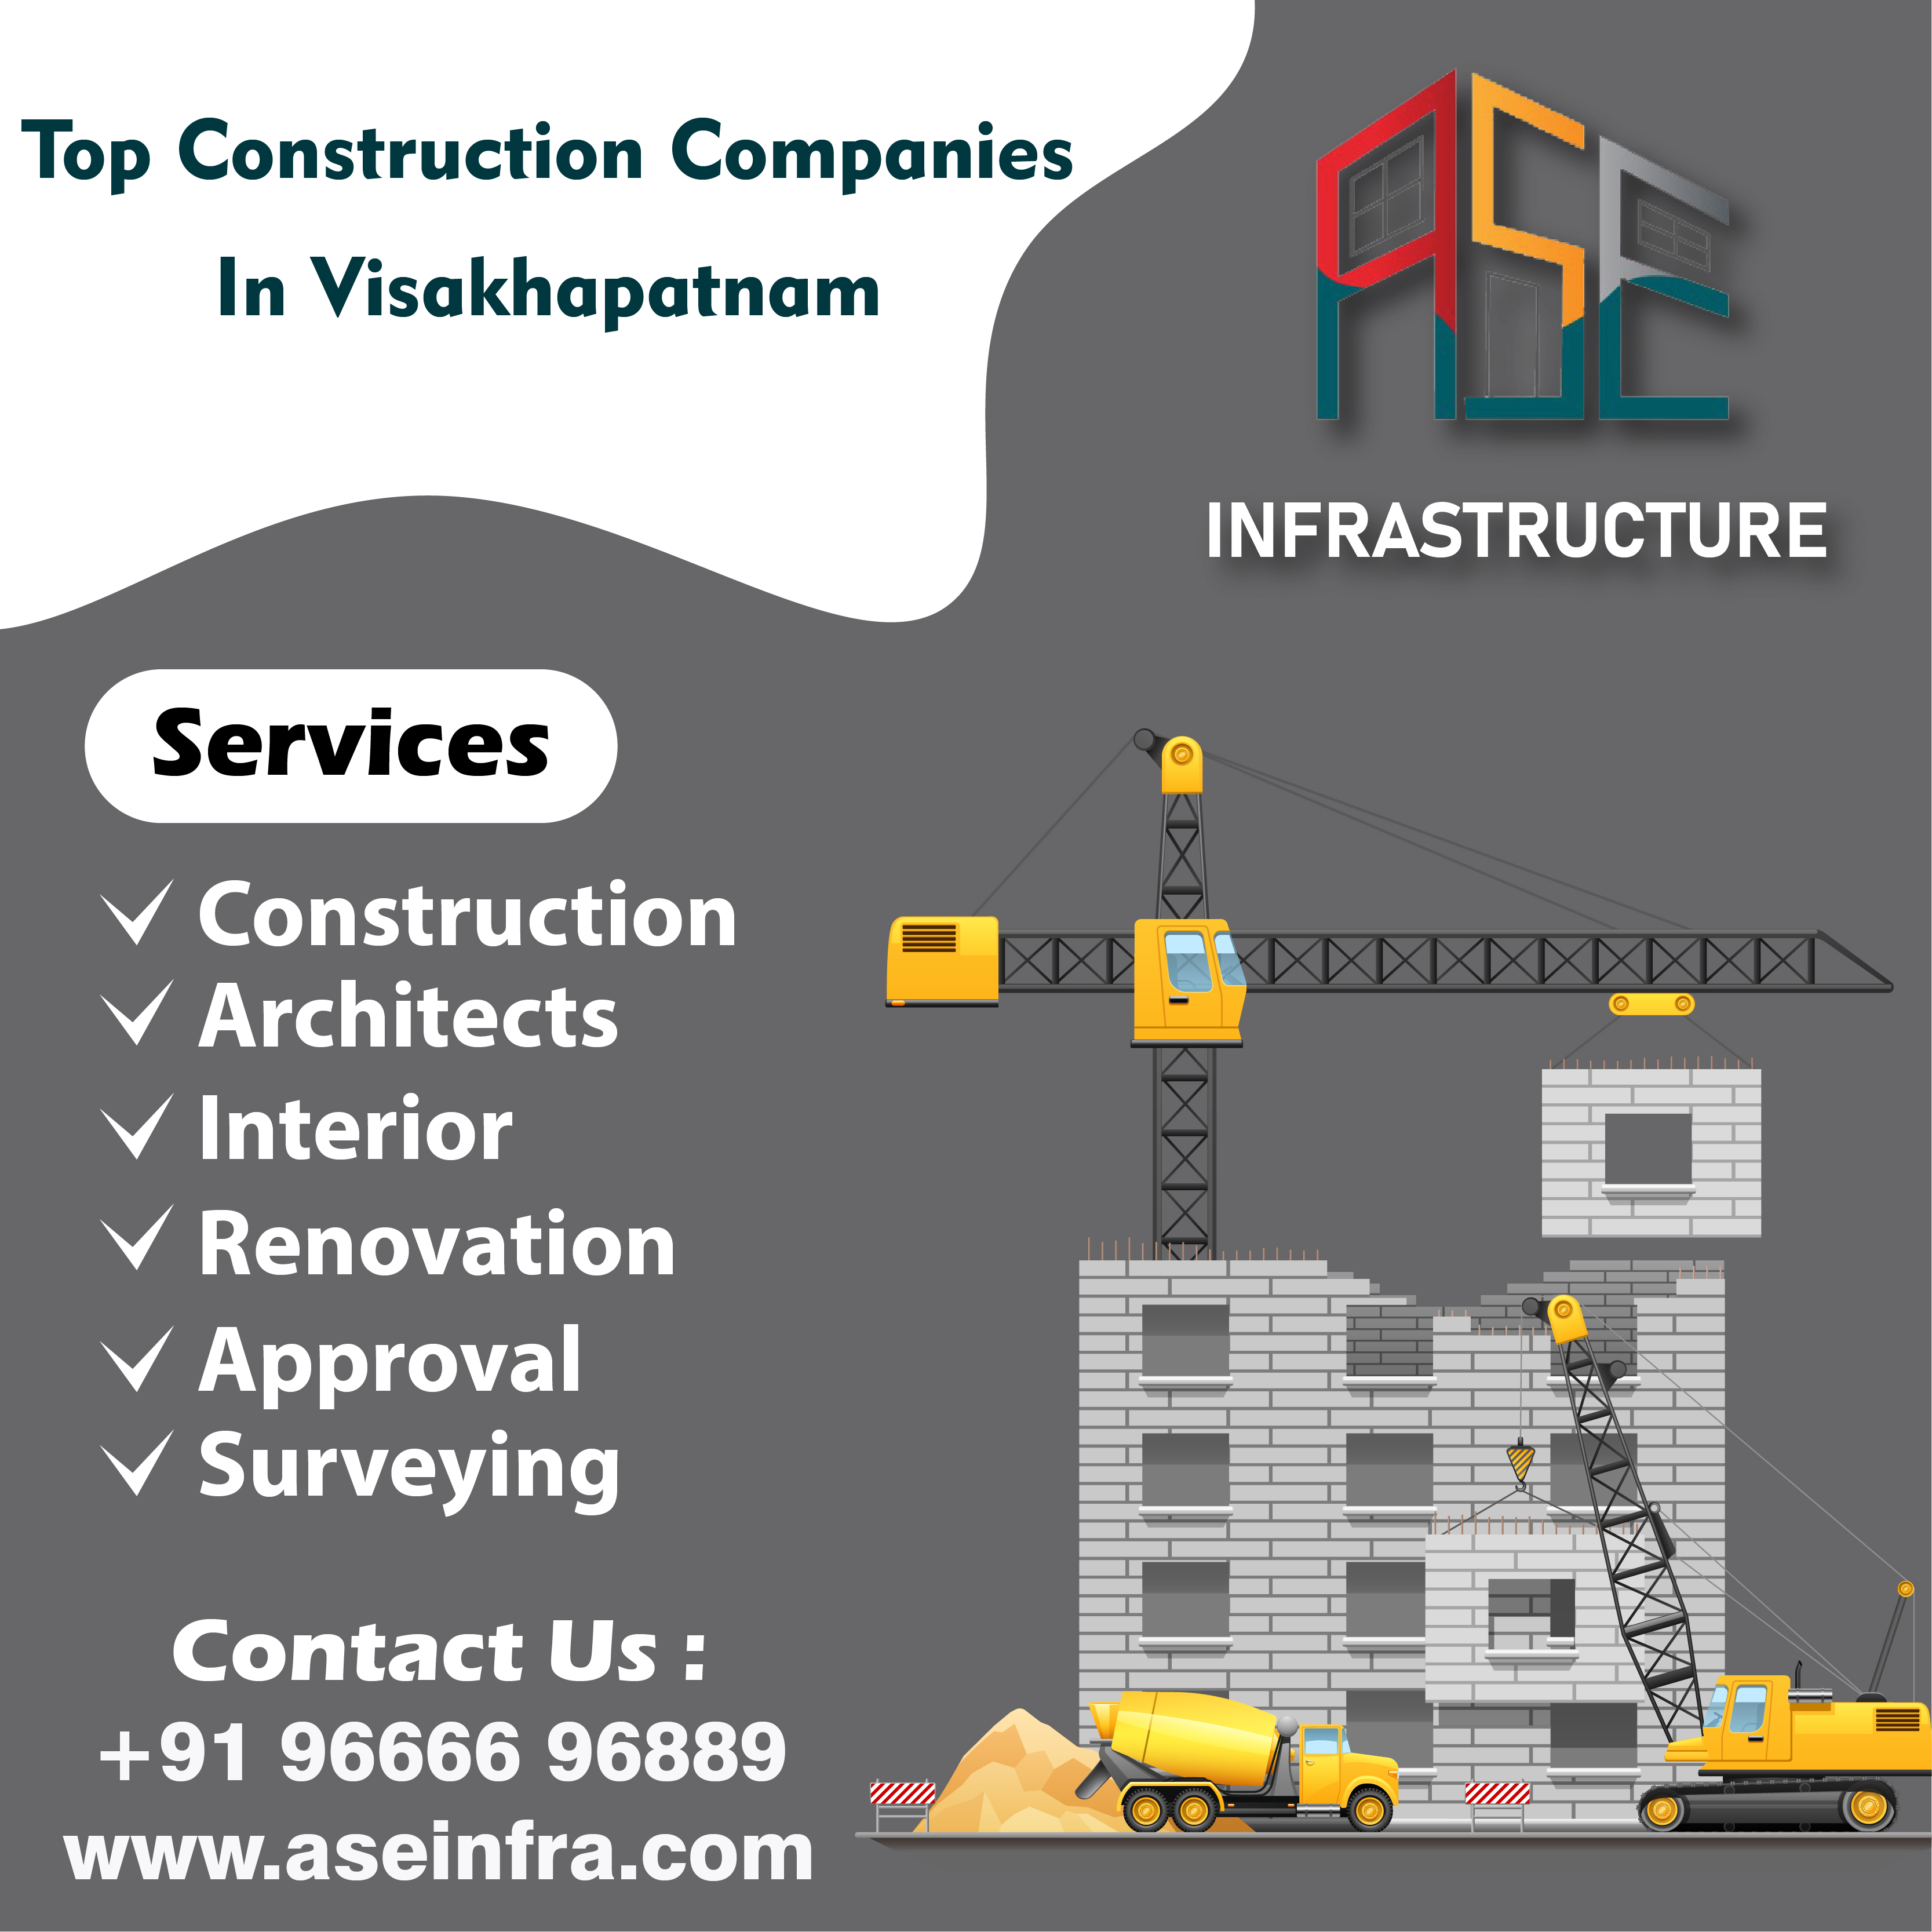 Top Construction Companies
In Visakhapatnam
ASE
INFRASTRUCTURE
Services
Construction
Architects
Interior
Renovation
Approval
Surveying
Contact Us :
+91 96666 96889
www.aseinfra.com